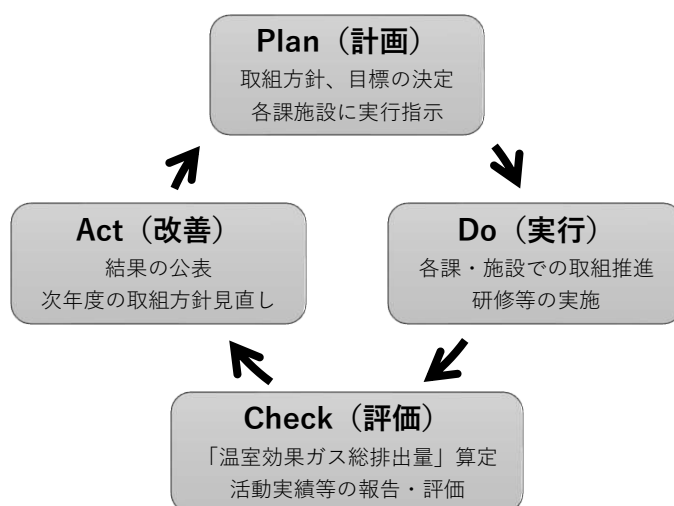 Plan（計画）
取組方針、目標の決定
各課施設に実行指示
Act（改善）
結果の公表
次年度の取組方針見直し
Do（実行）
各課・施設での取組推進
研修等の実施
Check（評価）
「温室効果ガス総排出量」算定
活動実績等の報告・評価